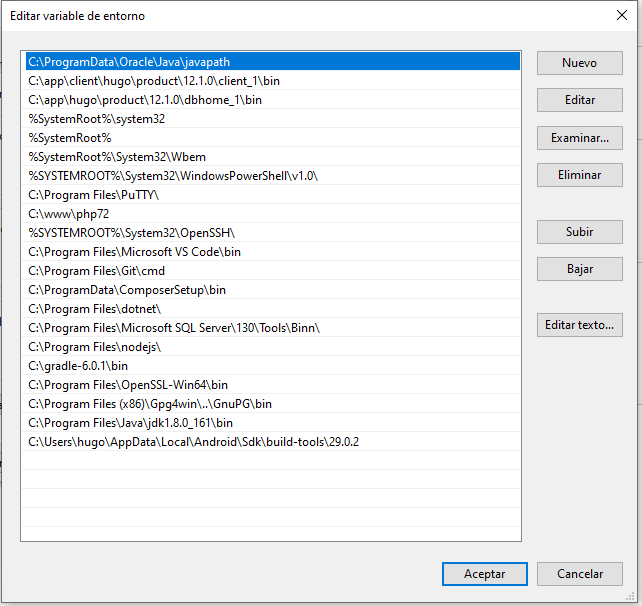 Editar variable de entorno
C:\ProgramData\Oracle\Java\javapath
C:\app\client\hugo\product\12.1.0\client_1\bin
C:\app\hugo\product\12.1.0\dbhome_1\bin
%SystemRoot%\system32
%SystemRoot%
%SystemRoot%\System32\Wbem
%SYSTEMROOT%\System32\WindowsPowerShell\v1.0\
C:\Program Files\PuTTY\
C:\www\php72
%SYSTEMROOT%\System32\OpenSSH\
C:\Program Files\Microsoft VS Code\bin
C:\Program Files\Git\cmd
C:\ProgramData\ComposerSetup\bin
C:\Program Files\dotnet\
C:\Program Files\Microsoft SQL Server\130\Tools\Binn\
C:\Program Files\nodejs\
C:\gradle-6.0.1\bin
C:\Program Files\OpenSSL-Win64\bin
C:\Program Files (x86)\Gpg4win\..\GnuPG\bin
C:\Program Files\Java\jdk1.8.0_161\bin
C:\Users\hugo\AppData\Local\Android\Sdk\build-tools\29.0.2
Nuevo
Editar
Examinar...
Eliminar
Subir
Bajar
Editar texto...
Aceptar
Cancelar